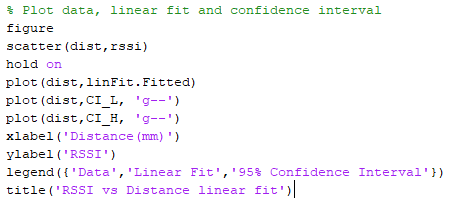 % Plot data, linear fit and confidence interval
figure
scatter(dist,rssi)
hold on
plot(dist,linFit.Fitted)
plot(dist,CI_L, 'g--')
plot(dist,CI_H, 'g--')
xlabel('Distance(mm)')
ylabel('RSSI')
legend({'Data','Linear Fit','95% Confidence Interval'})
title('RSSI vs Distance linear fit')